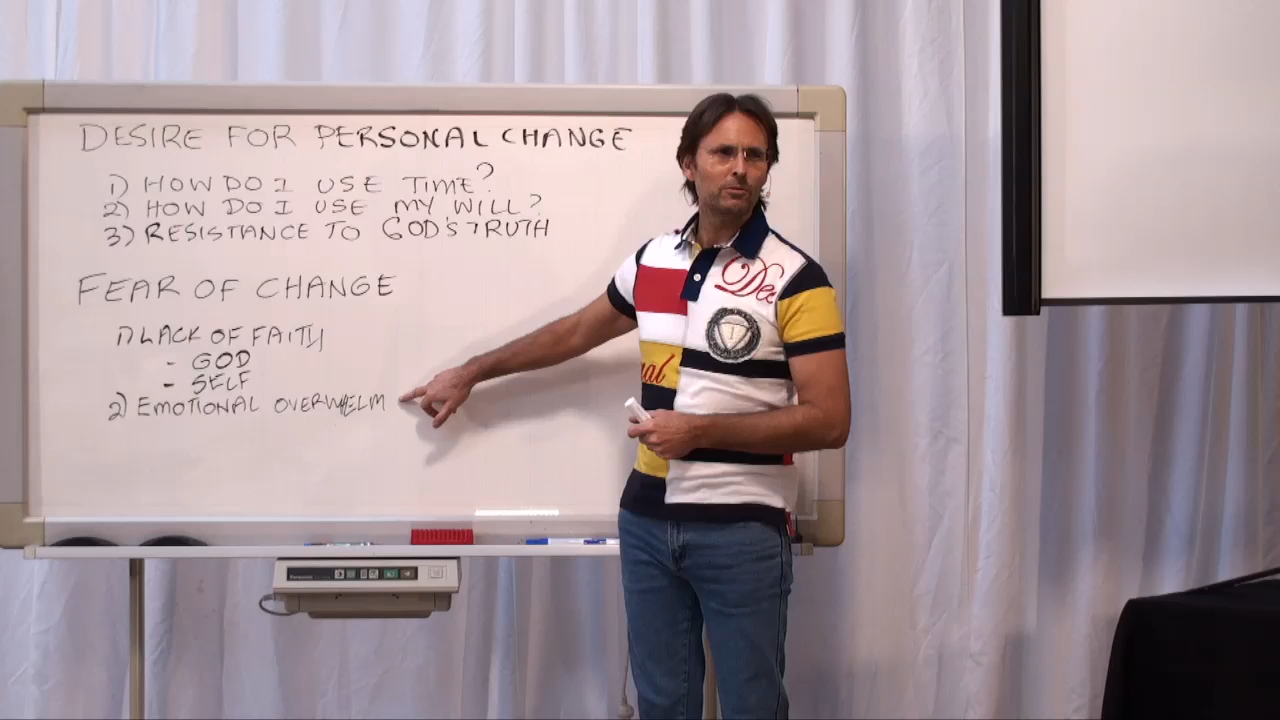 DESIRE FOR PERSONAL CHANGE
1) HOW DO I USE TIME?
2) HOW DO I USE MY WILL?
3) RESISTANCE TO GOD'S TRUTH
FEAR OF CHANGE
1) LACK OF FAITH
- GOD
- SELF
2) EMOTIONAL OVERWHELM
Panasonic